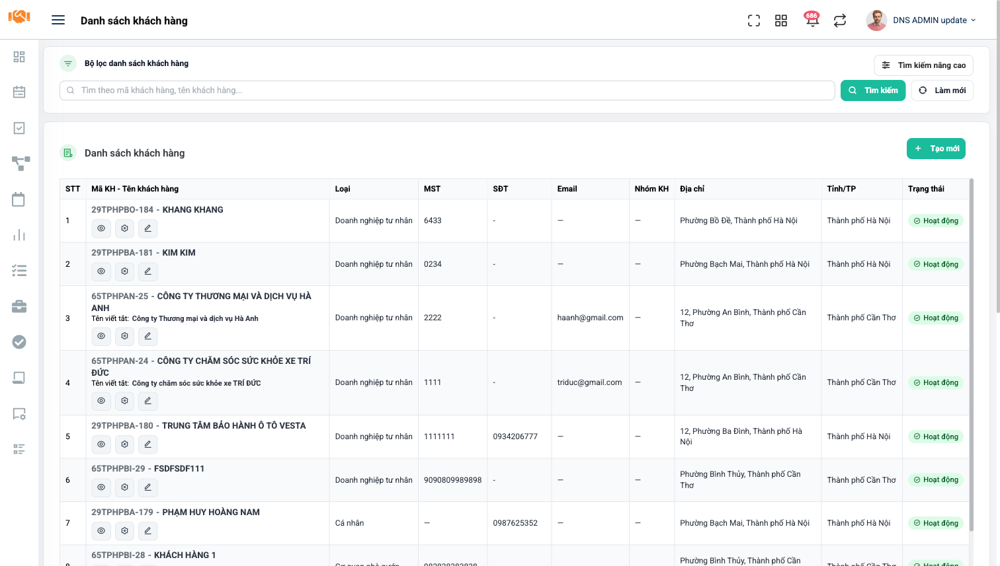 Danh sách khách hàng
686
DNS ADMIN update
Bộ lọc danh sách khách hàng
Tìm kiếm nâng cao
Tìm theo mã khách hàng, tên khách hàng...
Tìm kiếm
Làm mới
Danh sách khách hàng
Tạo mới
STT Mã KH - Tên khách hàng Loại MST SĐT Email Nhóm KH Địa chỉ Tỉnh/TP Trạng thái
29TPHPBO-184 - KHANG KHANG
1 Doanh nghiệp tư nhân 6433 - — — Phường Bồ Đề, Thành phố Hà Nội Thành phố Hà Nội Hoạt động
29TPHPBA-181 - KIM KIM
2 Doanh nghiệp tư nhân 0234 - — — Phường Bạch Mai, Thành phố Hà Nội Thành phố Hà Nội Hoạt động
65TPHPAN-25 - CÔNG TY THƯƠNG MẠI VÀ DỊCH VỤ HÀ
ANH
Tên viết tắt: Công ty Thương mại và dịch vụ Hà Anh
3 Doanh nghiệp tư nhân 2222 - haanh@gmail.com — 12, Phường An Bình, Thành phố Cần
Thơ
Thành phố Cần Thơ Hoạt động
65TPHPAN-24 - CÔNG TY CHĂM SÓC SỨC KHỎE XE TRÍ
ĐỨC
Tên viết tắt: Công ty chăm sóc sức khỏe xe TRÍ ĐỨC
4 Doanh nghiệp tư nhân 1111 - triduc@gmail.com — 12, Phường An Bình, Thành phố Cần
Thơ
Thành phố Cần Thơ Hoạt động
29TPHPBA-180 - TRUNG TÂM BẢO HÀNH Ô TÔ VESTA
5 Doanh nghiệp tư nhân 1111111 0934206777 — — 12, Phường Ba Đình, Thành phố Hà
Nội
Thành phố Hà Nội Hoạt động
65TPHPBI-29 - FSDFSDF111
6 Doanh nghiệp tư nhân 9090809989898 - — — Phường Bình Thủy, Thành phố Cần
Thơ
Thành phố Cần Thơ Hoạt động
29TPHPBA-179 - PHẠM HUY HOÀNG NAM
7 Cá nhân — 0987625352 — — Phường Bạch Mai, Thành phố Hà Nội Thành phố Hà Nội Hoạt động
65TPHPBI-28 - KHÁCH HÀNG 1
Phường Bình Thủy, Thành phố Cần
8 Cơ quan nhà nước Thành phố Cần Thơ Hoạt động